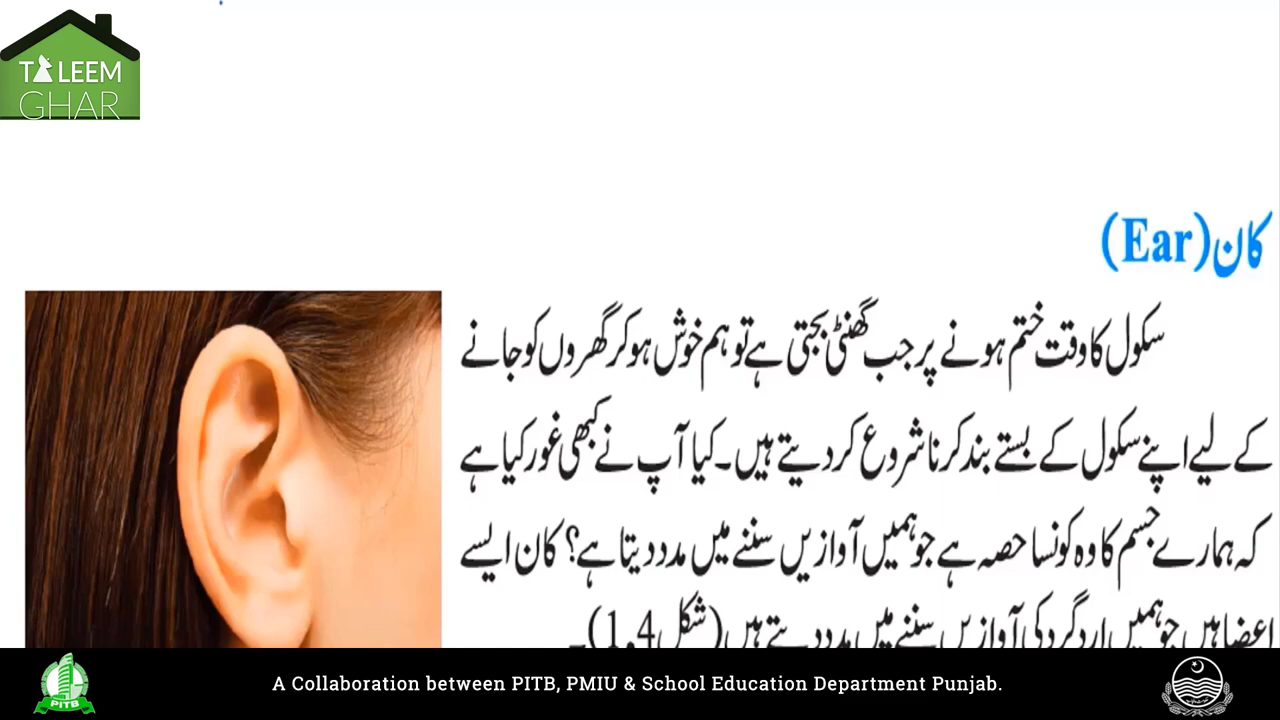 TALEEM
GHAR
کان (Ear)
سکول کا وقت ختم ہونے پر جب گھنٹی بجتی ہے تو ہم خوش ہو کر گھروں کو جانے
کے لیے اپنے سکول کے بستے بند کرنا شروع کر دیتے ہیں۔ کیا آپ نے کبھی غور کیا ہے
کہ ہمارے جسم کا وہ کونسا حصہ ہے جو ہمیں آوازیں سننے میں مدد دیتا ہے؟ کان ایسے
اعضا ہیں جو ہمیں اردگرد کی آوازیں سننے میں مدد دیتے ہیں (شکل 1.4)۔
PITB
A Collaboration between PITB, PMIU & School Education Department Punjab.